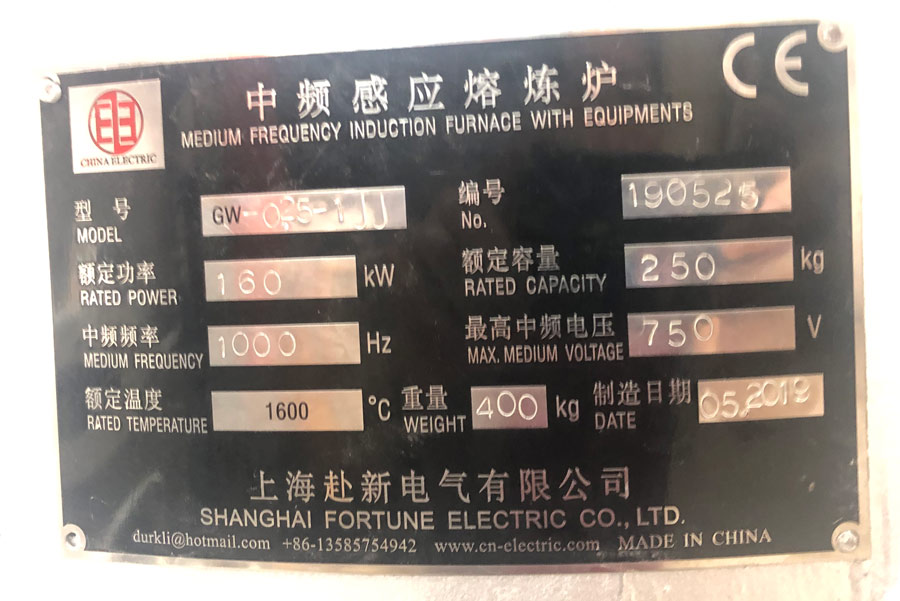 CE
中频感应熔炼炉
MEDIUM FREQUENCY INDUCTION FURNACE WITH EQUIPMENTS
CHINA ELECTRIC
型号 MODEL GW-0.25-1JJ
编号 No. 190525
额定功率 RATED POWER 160 kW
额定容量 RATED CAPACITY 250 kg
中频频率 MEDIUM FREQUENCY 1000 Hz
最高中频电压 MAX. MEDIUM VOLTAGE 750 V
额定温度 RATED TEMPERATURE 1600 °C
重量 WEIGHT 400 kg
制造日期 DATE 05,2019
上海赴新电气有限公司
SHANGHAI FORTUNE ELECTRIC CO., LTD.
durkli@hotmail.com +86-13585754942 www.cn-electric.com MADE IN CHINA